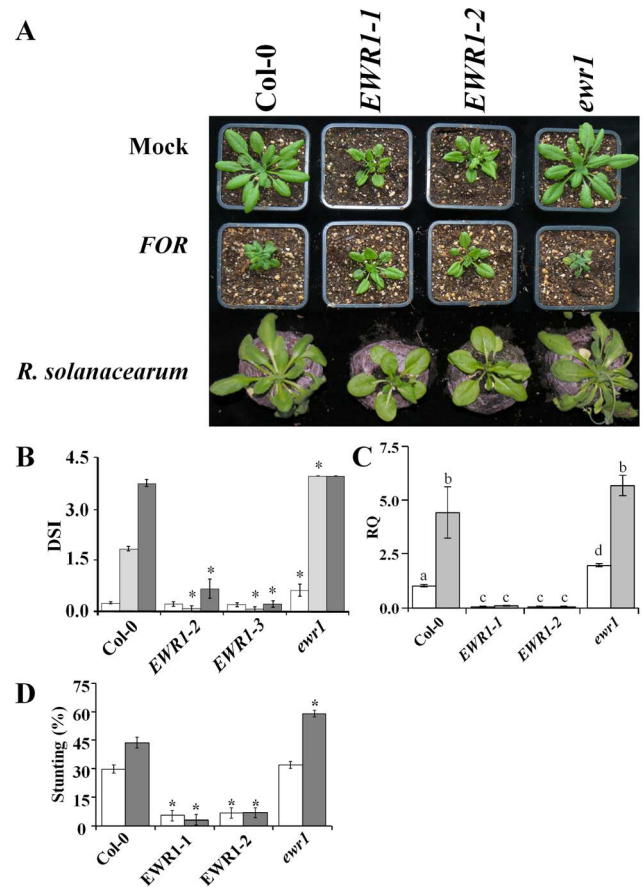 A
Col-0
EWR1-1
EWR1-2
ewr1
Mock
FOR
R. solanacearum
B
DSI
4.5
3.0
1.5
0.0
*
*
*
*
*
*
Col-0
EWR1-2
EWR1-3
ewr1
C
RQ
7.5
5.0
2.5
0.0
a
b
c
c
c
c
d
b
Col-0
EWR1-1
EWR1-2
ewr1
D
Stunting (%)
75
60
45
30
15
0
*
*
*
*
*
Col-0
EWR1-1
EWR1-2
ewr1